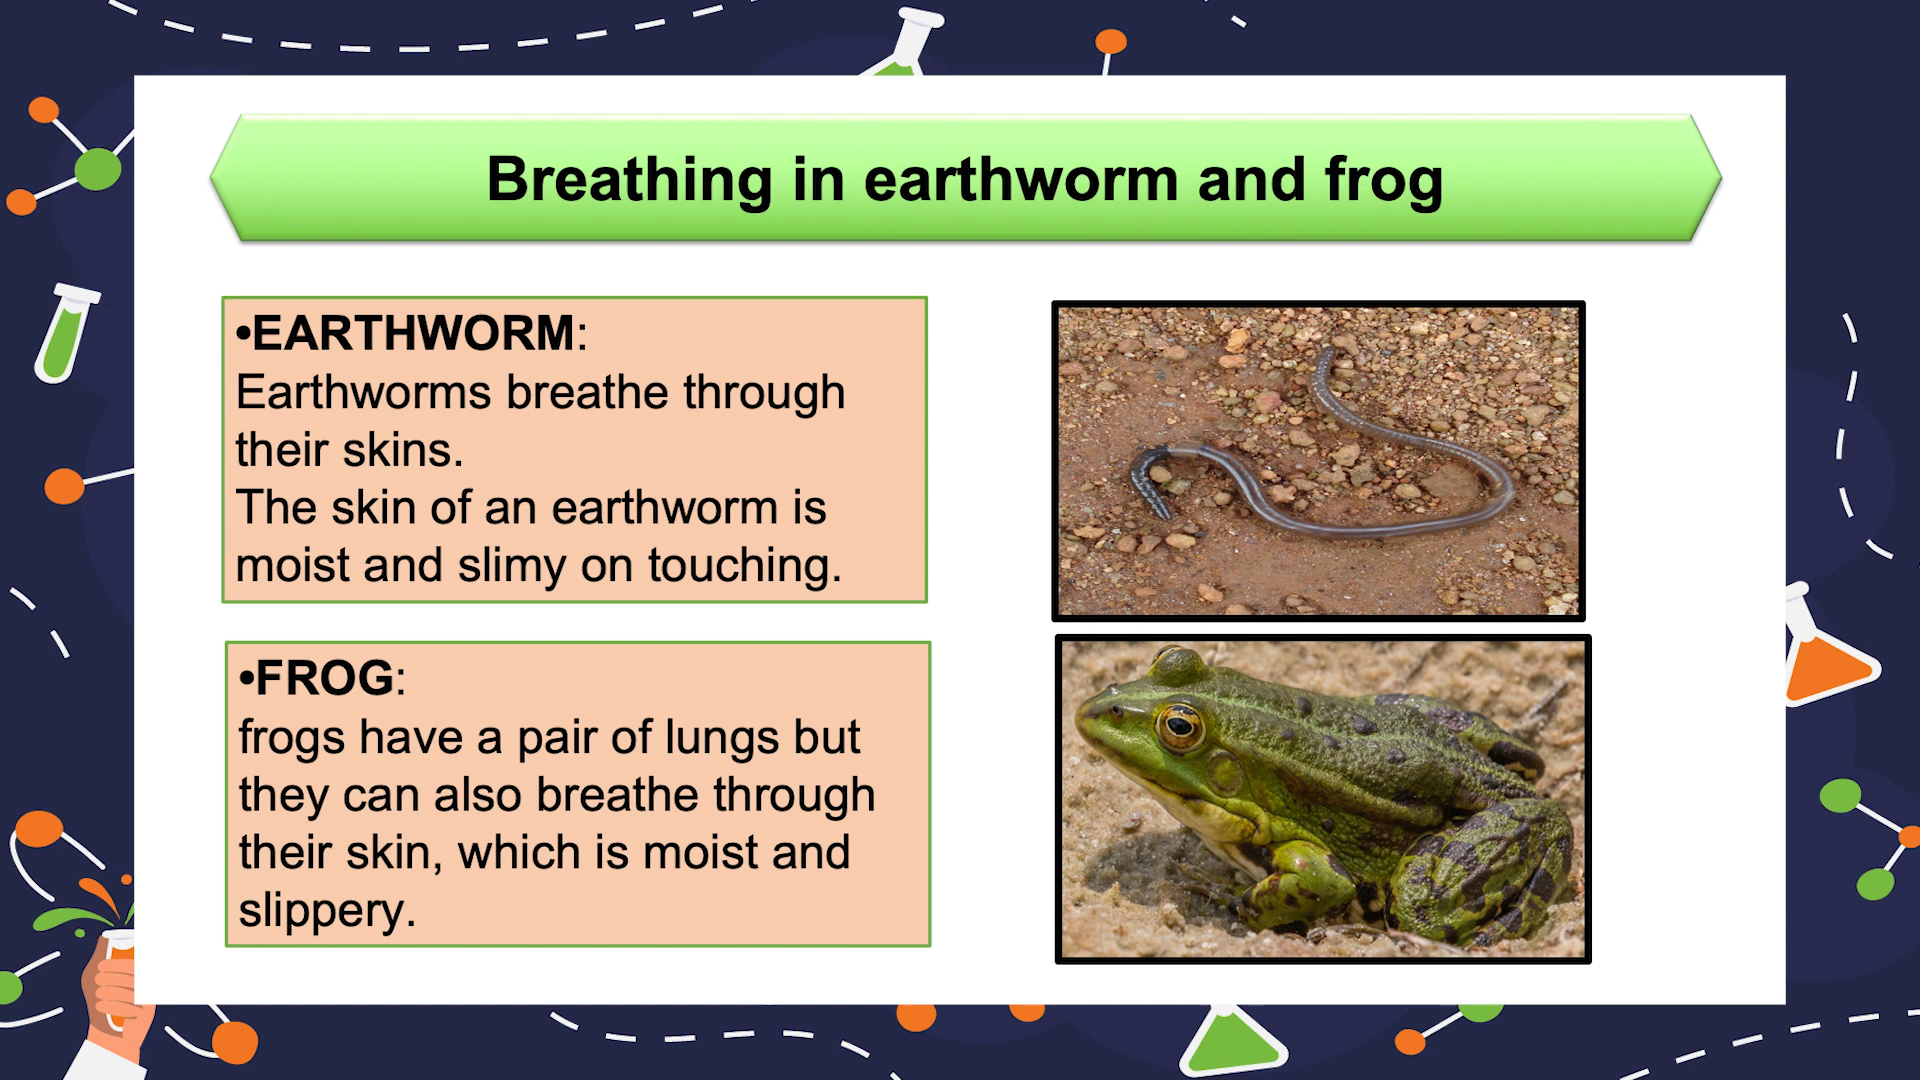 Breathing in earthworm and frog
•EARTHWORM:
Earthworms breathe through
their skins.
The skin of an earthworm is
moist and slimy on touching.
•FROG:
frogs have a pair of lungs but
they can also breathe through
their skin, which is moist and
slippery.